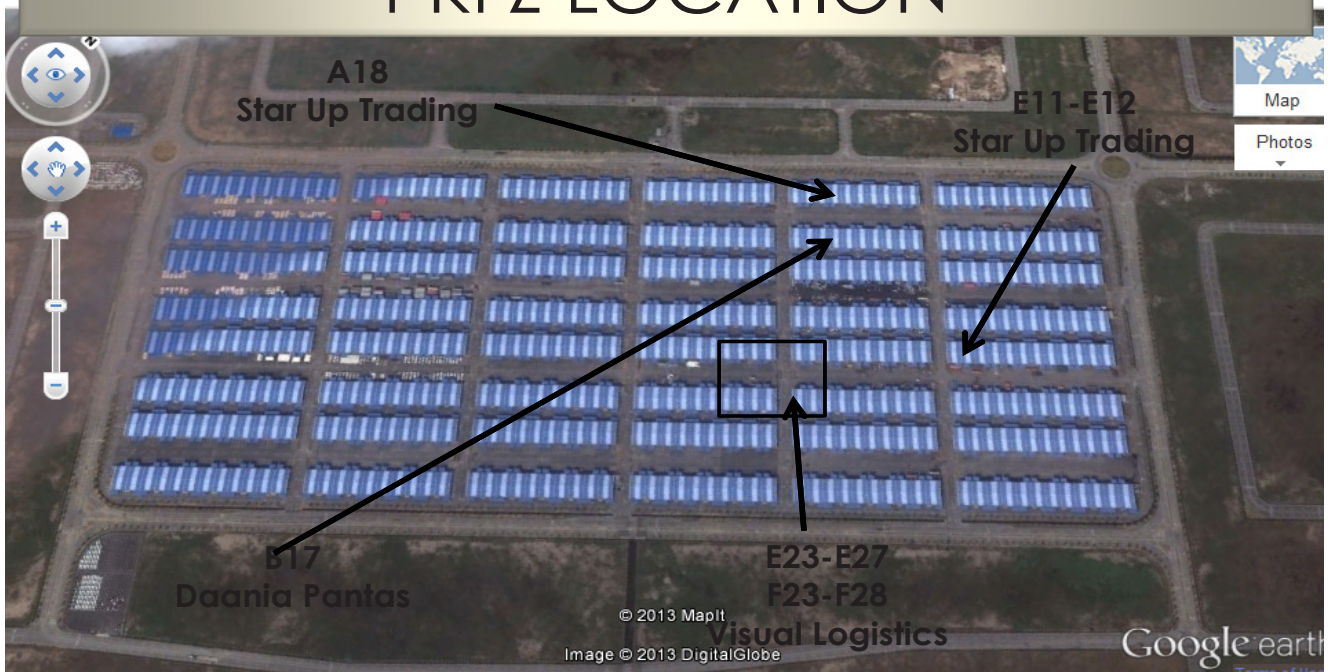 LOCATION
N
A18
Star Up Trading
E11-E12
Star Up Trading
Map
Photos
B17
Daania Pantas
E23-E27
F23-F28
Visual Logistics
© 2013 MapIt
Image © 2013 DigitalGlobe
Google earth